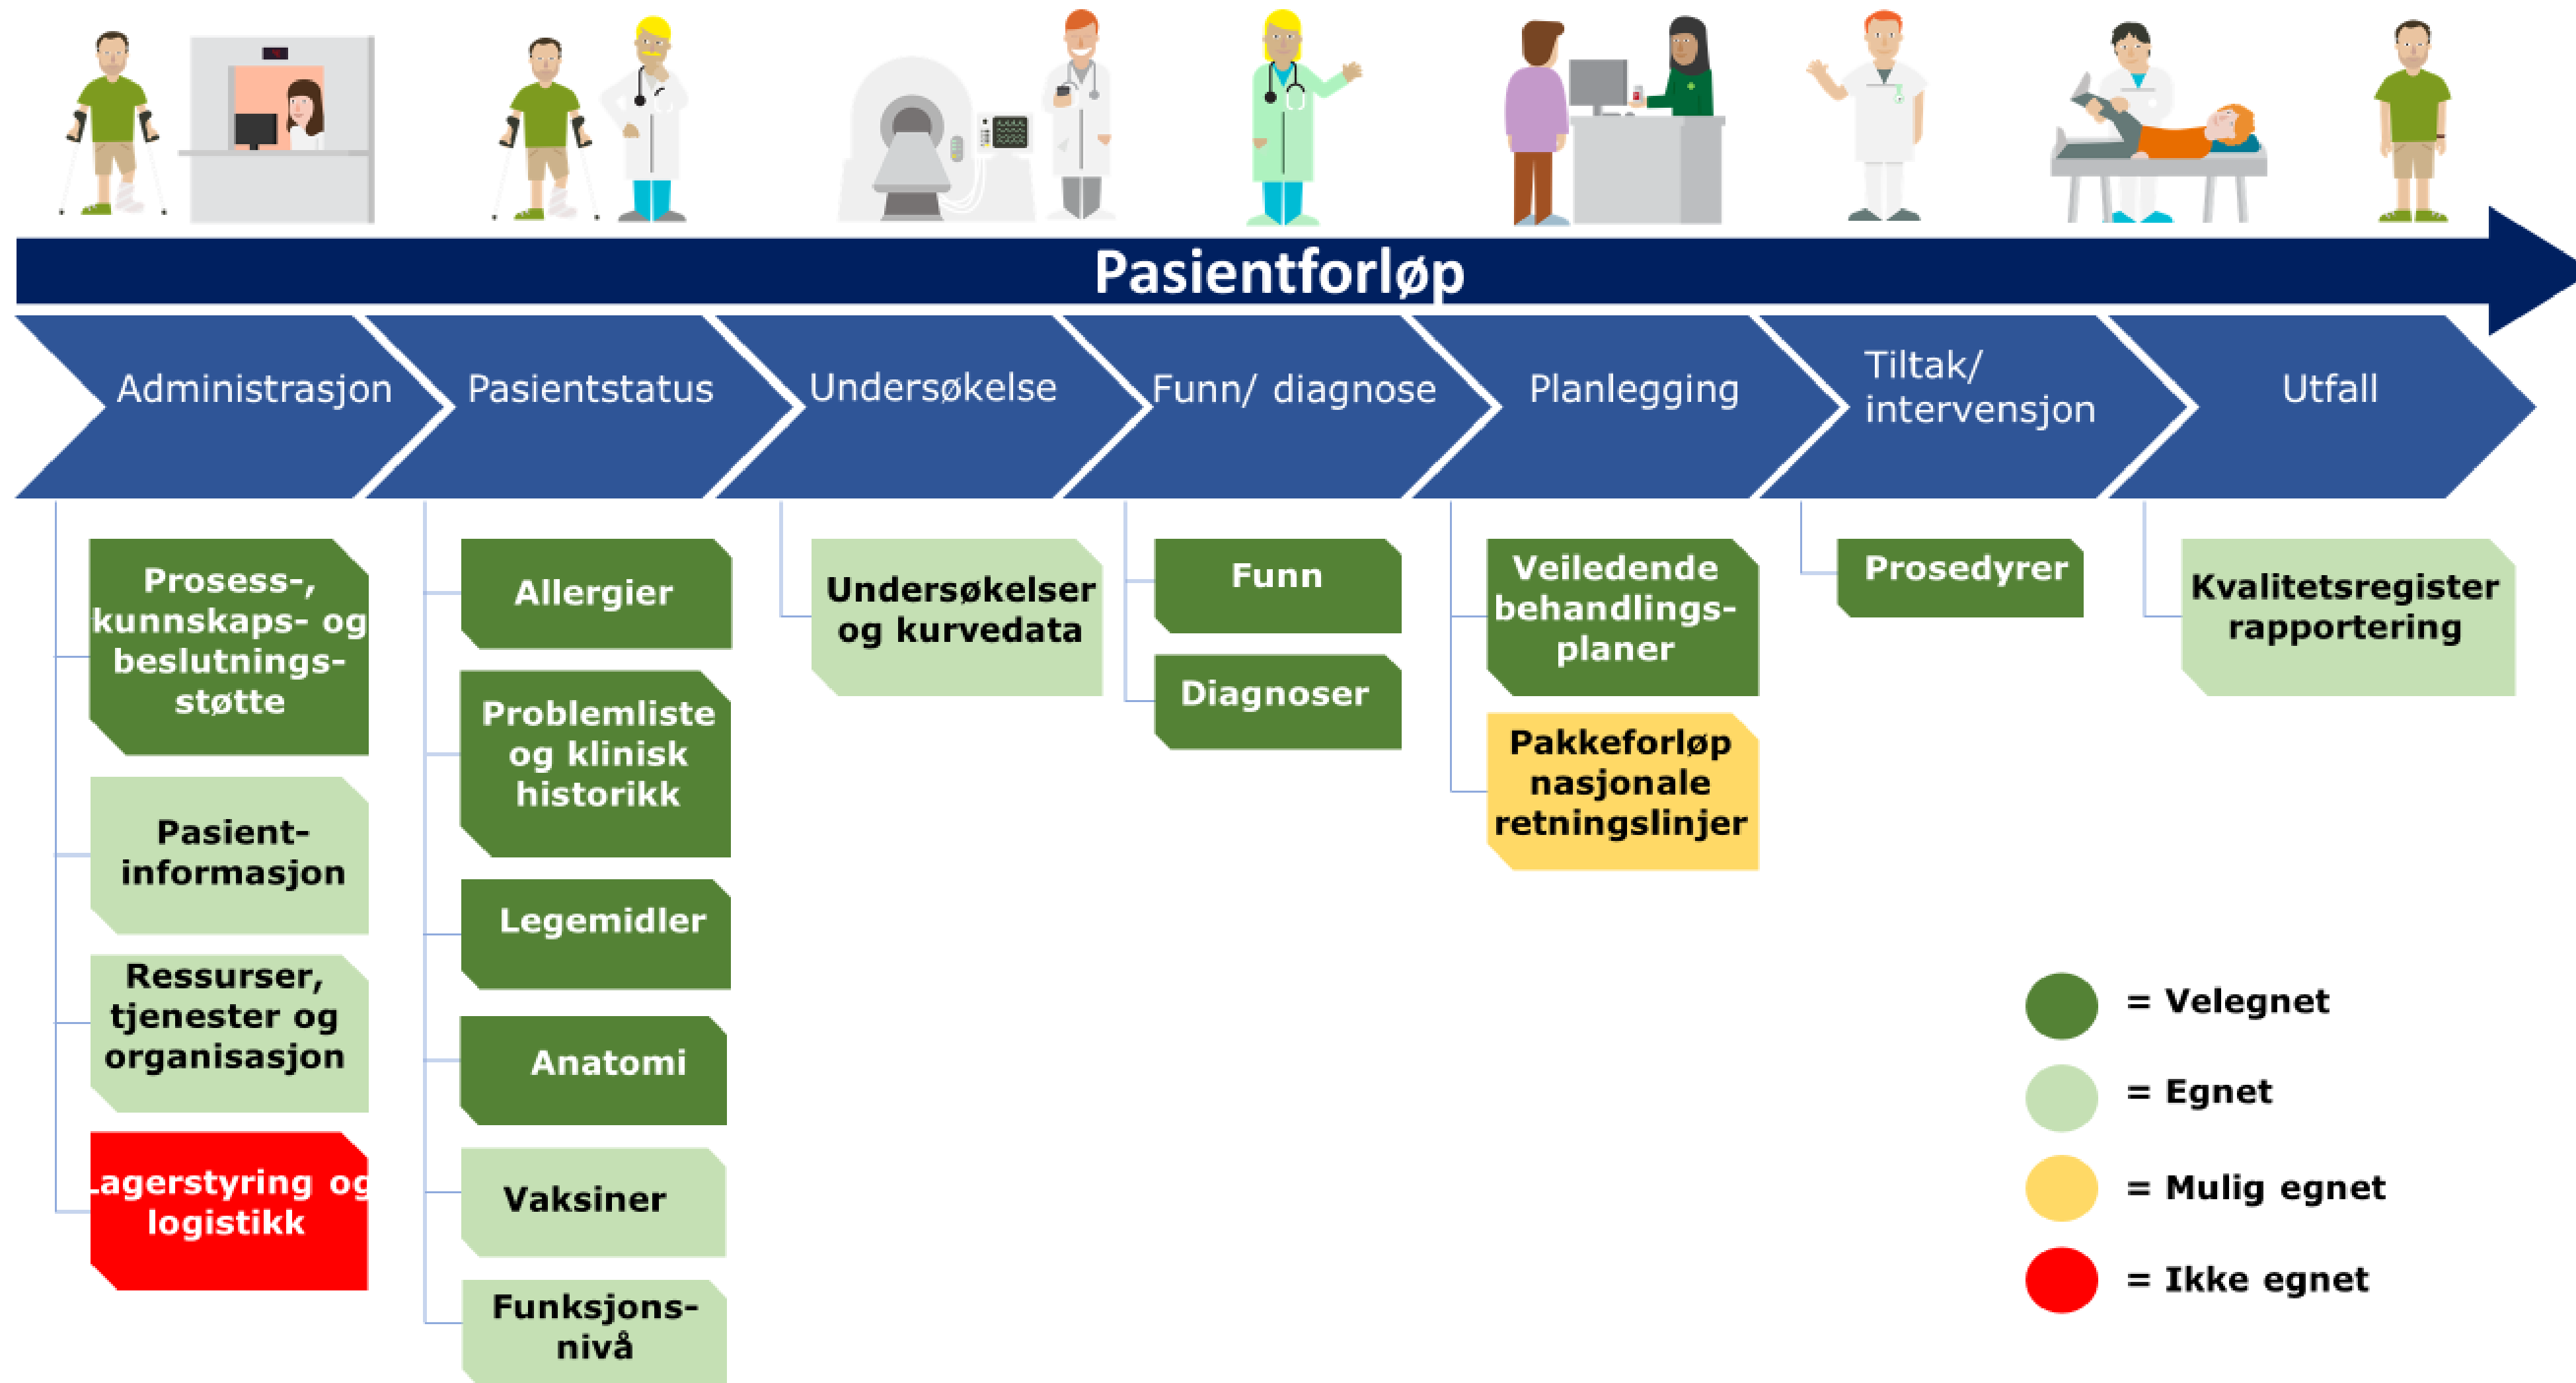 Pasientforløp
Administrasjon
Pasientstatus
Undersøkelse
Funn/ diagnose
Planlegging
Tiltak/
intervensjon
Utfall
Prosess-,
kunnskaps- og
beslutnings-
støtte
Pasient-
informasjon
Ressurser,
tjenester og
organisasjon
Lagerstyring og
logistikk
Allergier
Problemliste
og klinisk
historikk
Legemidler
Anatomi
Vaksiner
Funksjons-
nivå
Undersøkelser
og kurvedata
Funn
Diagnoser
Veiledende
behandlings-
planer
Pakkeforløp
nasjonale
retningslinjer
Prosedyrer
Kvalitetsregister
rapportering
= Velegnet
= Egnet
= Mulig egnet
= Ikke egnet